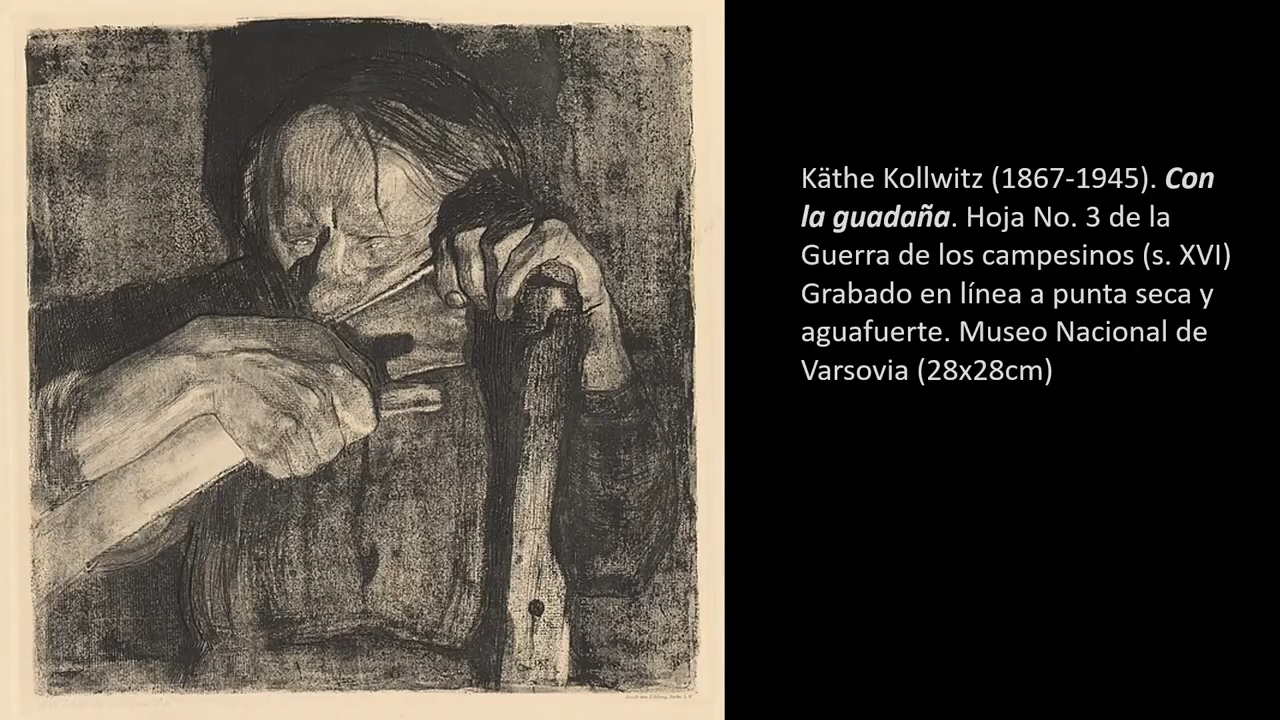 Käthe Kollwitz (1867-1945). Con
la guadaña. Hoja No. 3 de la
Guerra de los campesinos (s. XVI)
Grabado en línea a punta seca y
aguafuerte. Museo Nacional de
Varsovia (28x28cm)